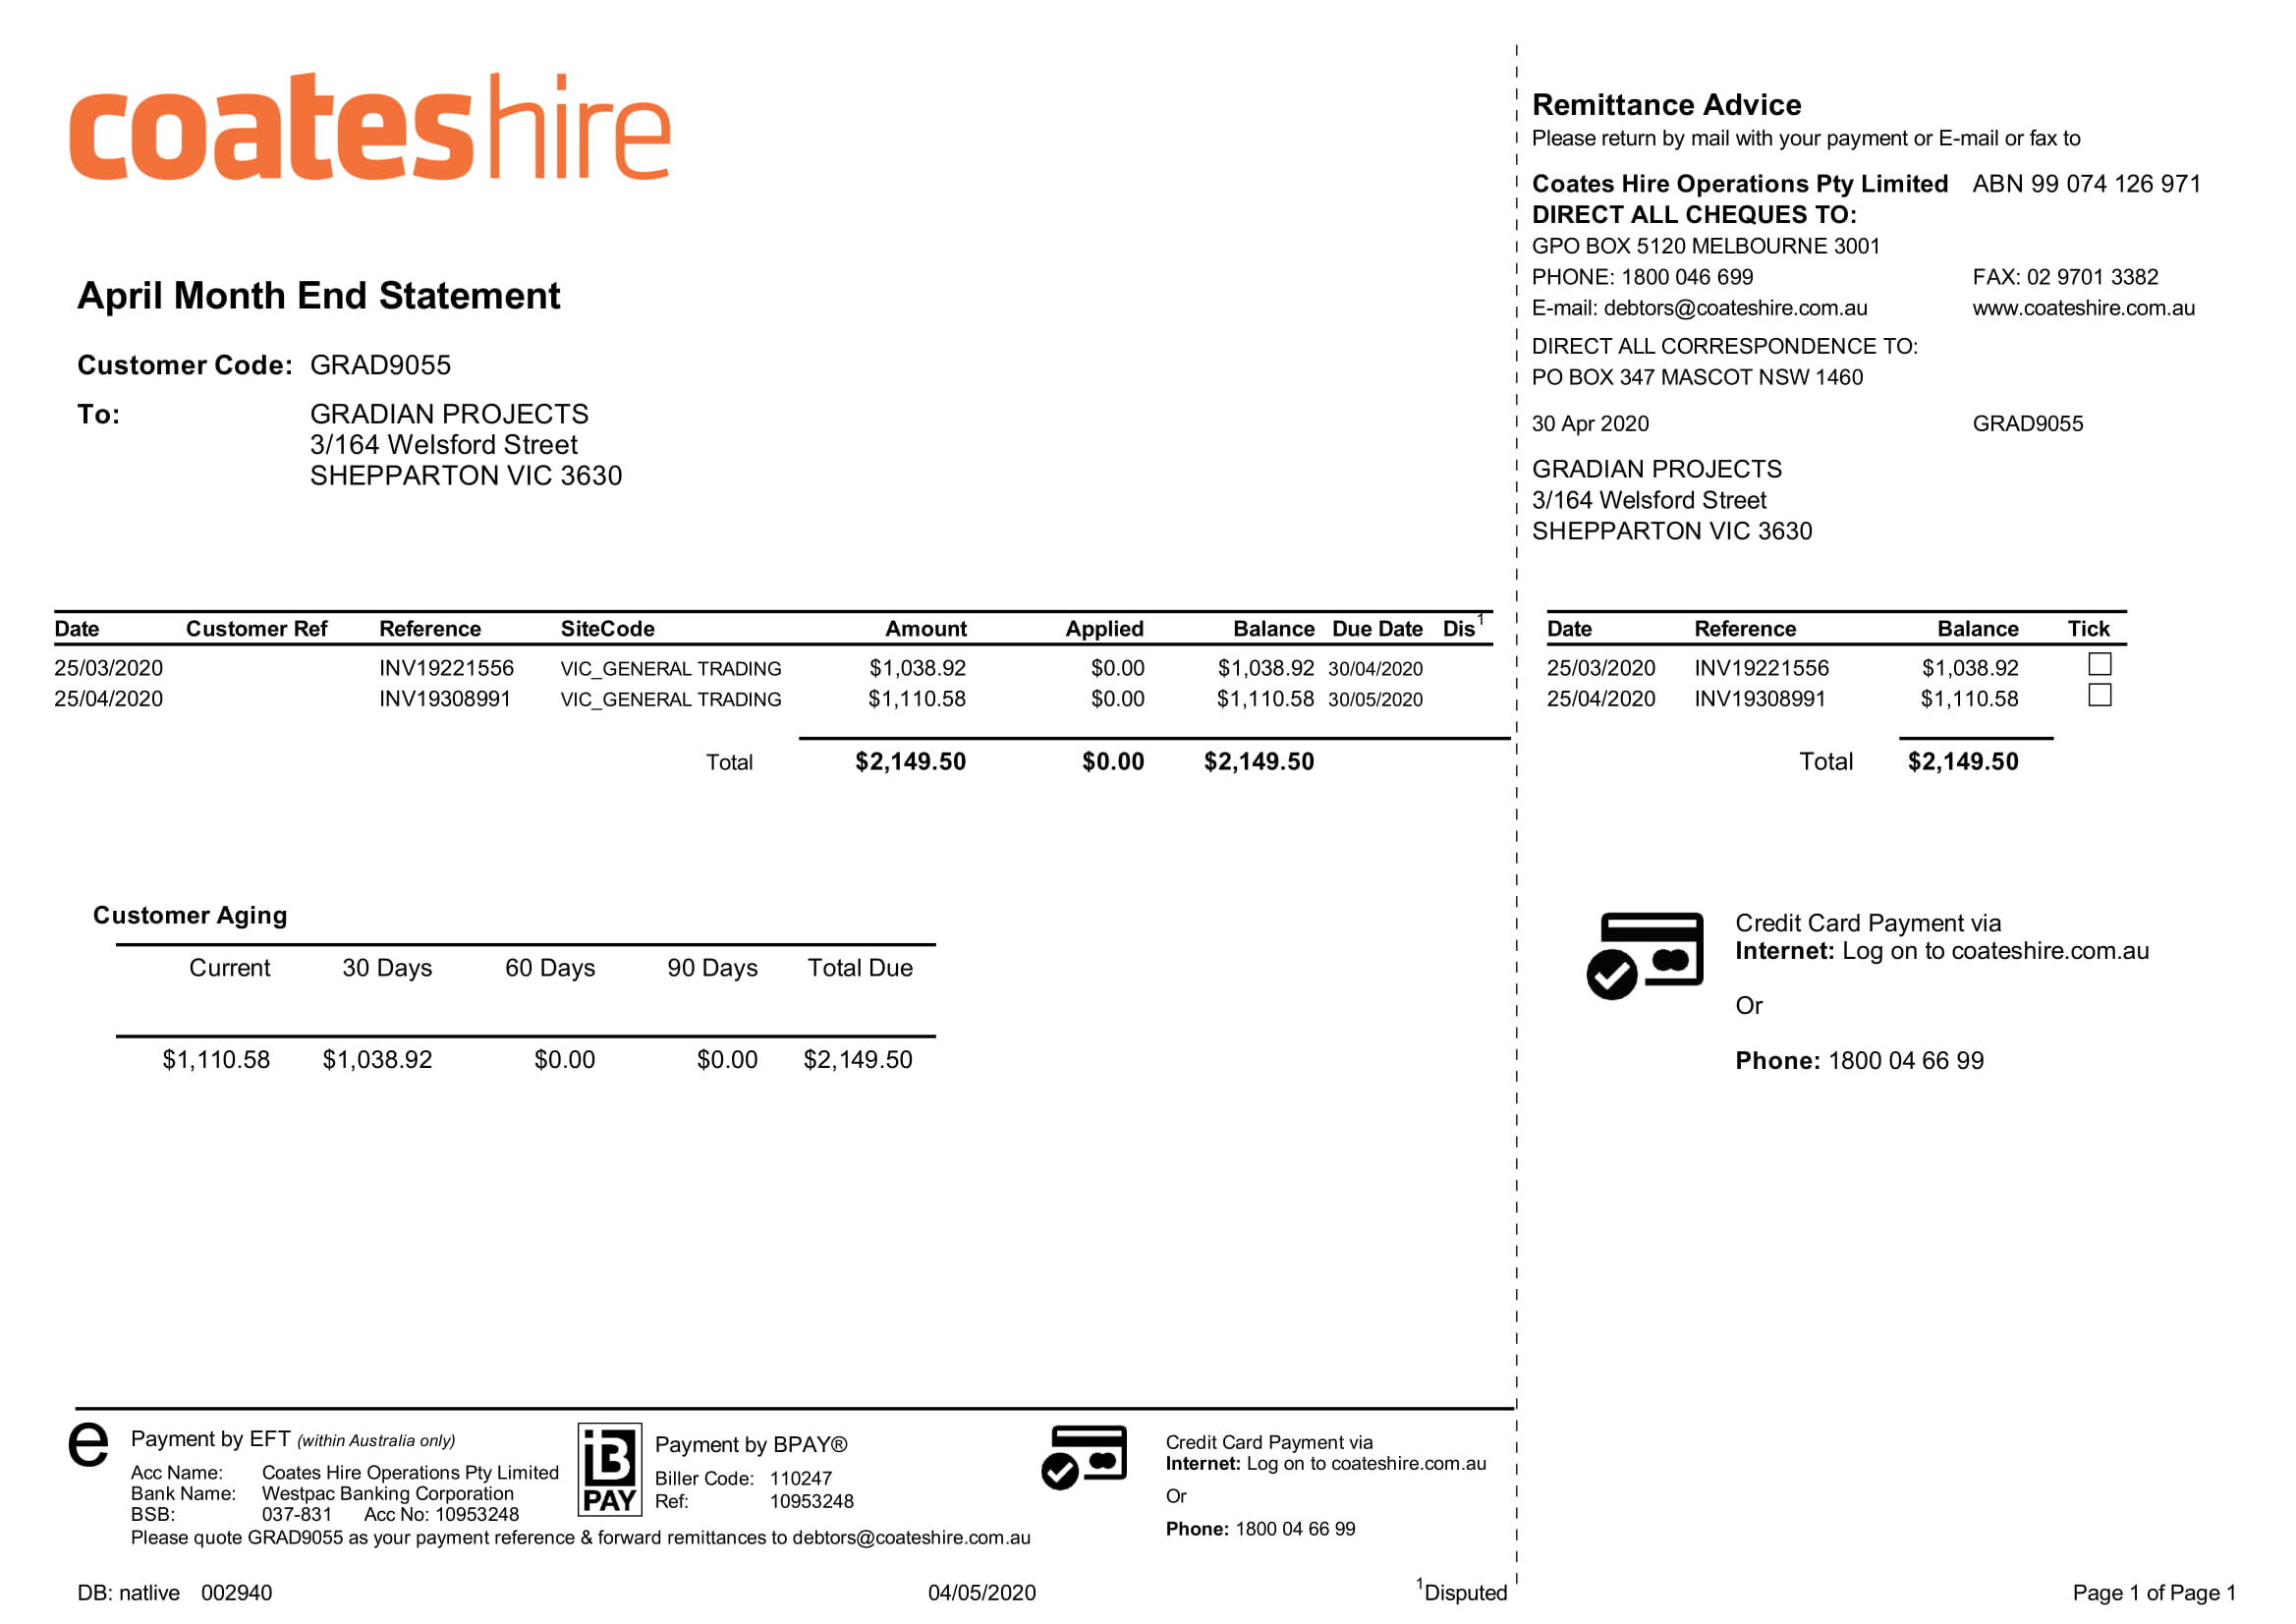 coateshire
April Month End Statement
Customer Code: GRAD9055
To: GRADIAN PROJECTS
3/164 Welsford Street
SHEPPARTON VIC 3630
Date Customer Ref Reference SiteCode Amount Applied Balance Due Date Dis1
25/03/2020 INV19221556 VIC_GENERAL TRADING $1,038.92 $0.00 $1,038.92 30/04/2020
25/04/2020 INV19308991 VIC_GENERAL TRADING $1,110.58 $0.00 $1,110.58 30/05/2020
Total $2,149.50 $0.00 $2,149.50
Customer Aging
Current 30 Days 60 Days 90 Days Total Due
$1,110.58 $1,038.92 $0.00 $0.00 $2,149.50
e
Payment by EFT (within Australia only)
Acc Name: Coates Hire Operations Pty Limited
Bank Name: Westpac Banking Corporation
BSB: 037-831 Acc No: 10953248
Please quote GRAD9055 as your payment reference & forward remittances to debtors@coateshire.com.au
B
PAY
Payment by BPAY®
Biller Code: 110247
Ref: 10953248
Credit Card Payment via
Internet: Log on to coateshire.com.au
Or
Phone: 1800 04 66 99
DB: natlive 002940
04/05/2020
1Disputed
Remittance Advice
Please return by mail with your payment or E-mail or fax to
Coates Hire Operations Pty Limited ABN 99 074 126 971
DIRECT ALL CHEQUES TO:
GPO BOX 5120 MELBOURNE 3001
PHONE: 1800 046 699 FAX: 02 9701 3382
E-mail: debtors@coateshire.com.au www.coateshire.com.au
DIRECT ALL CORRESPONDENCE TO:
PO BOX 347 MASCOT NSW 1460
30 Apr 2020 GRAD9055
GRADIAN PROJECTS
3/164 Welsford Street
SHEPPARTON VIC 3630
Date Reference Balance Tick
25/03/2020 INV19221556 $1,038.92
25/04/2020 INV19308991 $1,110.58
Total $2,149.50
Credit Card Payment via
Internet: Log on to coateshire.com.au
Or
Phone: 1800 04 66 99
Page 1 of Page 1